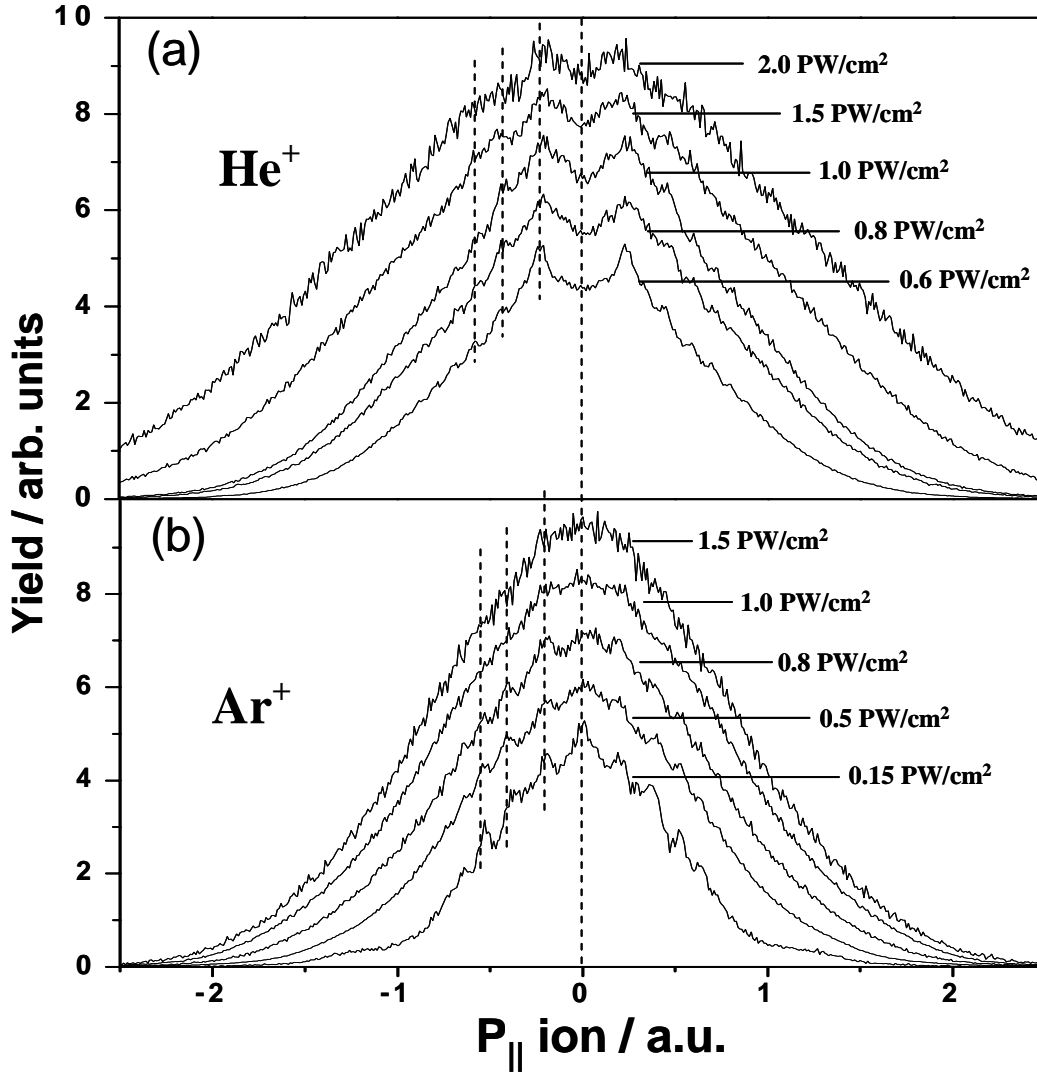 10
(a)
2.0 PW/cm²
8
1.5 PW/cm²
He⁺
1.0 PW/cm²
6
0.8 PW/cm²
0.6 PW/cm²
4
2
0
Yield / arb. units
(b)
1.5 PW/cm²
8
1.0 PW/cm²
0.8 PW/cm²
6
Ar⁺
0.5 PW/cm²
4
0.15 PW/cm²
2
0
-2 -1 0 1 2
P|| ion / a.u.